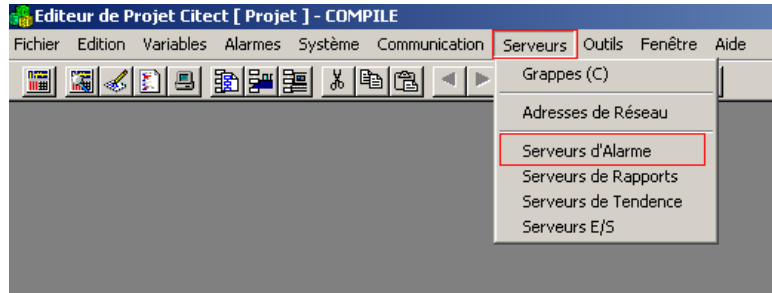 Editeur de Projet Citect [ Projet ] - COMPILE
Fichier Edition Variables Alarmes Système Communication Serveurs Outils Fenêtre Aide
Grappes (C)
Adresses de Réseau
Serveurs d'Alarme
Serveurs de Rapports
Serveurs de Tendence
Serveurs E/S